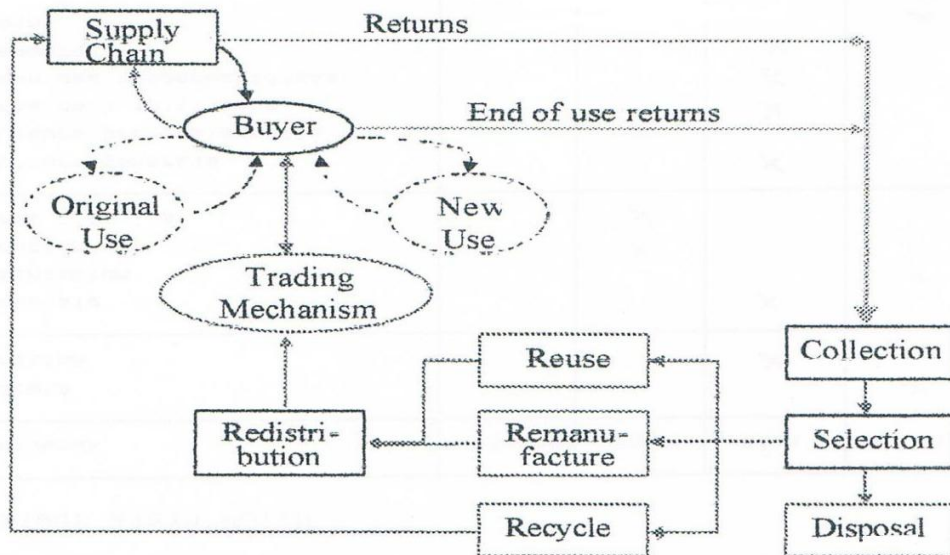 Supply
Chain
Returns
Buyer
End of use returns
Original
Use
New
Use
Trading
Mechanism
Reuse
Collection
Redistri-
bution
Remanu-
facture
Selection
Recycle
Disposal